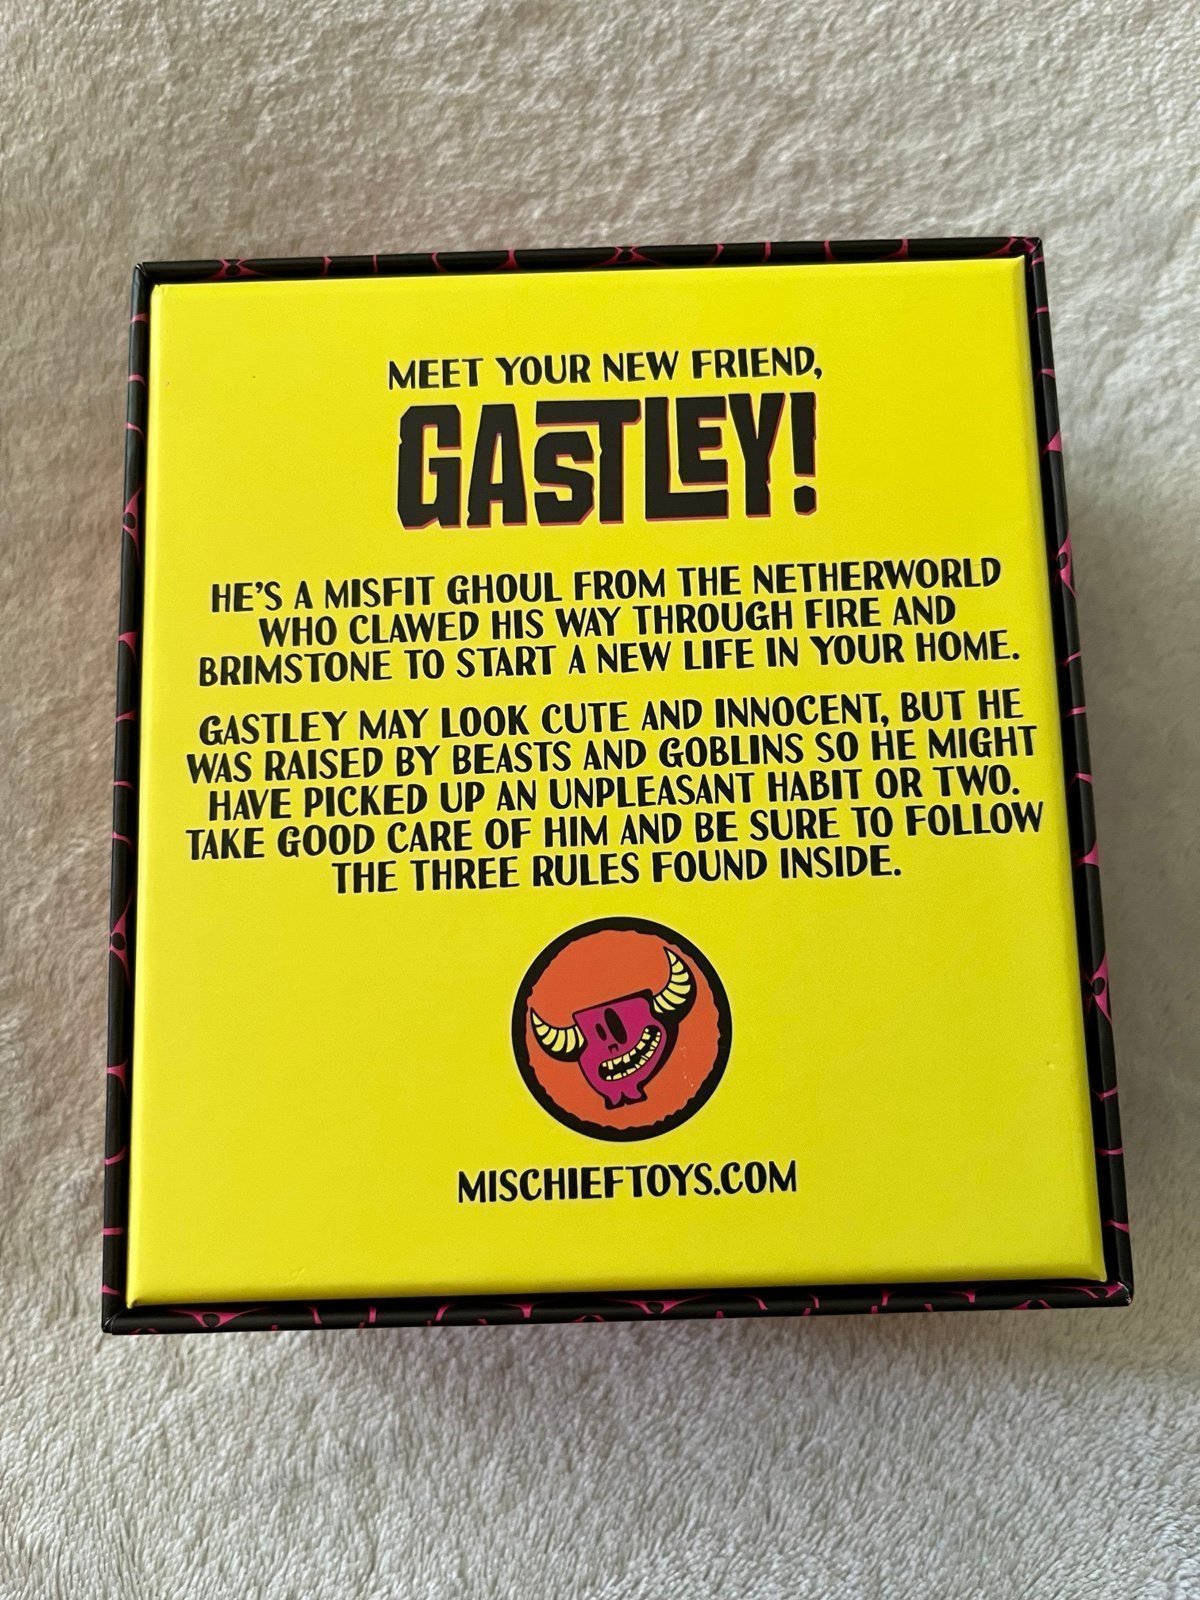 MEET YOUR NEW FRIEND,
GASTLEY!
HE'S A MISFIT GHOUL FROM THE NETHERWORLD
WHO CLAWED HIS WAY THROUGH FIRE AND
BRIMSTONE TO START A NEW LIFE IN YOUR HOME.
GASTLEY MAY LOOK CUTE AND INNOCENT, BUT HE
WAS RAISED BY BEASTS AND GOBLINS SO HE MIGHT
HAVE PICKED UP AN UNPLEASANT HABIT OR TWO.
TAKE GOOD CARE OF HIM AND BE SURE TO FOLLOW
THE THREE RULES FOUND INSIDE.
MISCHIEFTOYS.COM